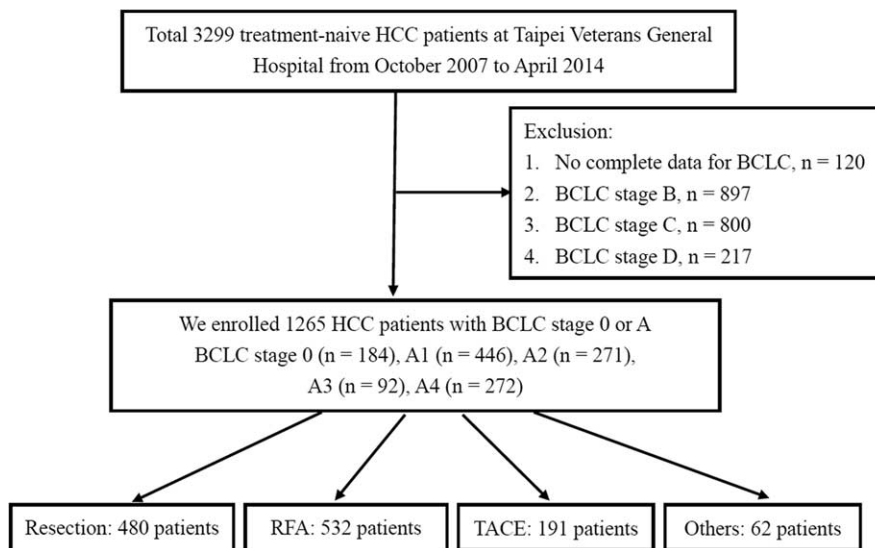 Total 3299 treatment-naive HCC patients at Taipei Veterans General
Hospital from October 2007 to April 2014
Exclusion:
1. No complete data for BCLC, n = 120
2. BCLC stage B, n = 897
3. BCLC stage C, n = 800
4. BCLC stage D, n = 217
We enrolled 1265 HCC patients with BCLC stage 0 or A
BCLC stage 0 (n = 184), A1 (n = 446), A2 (n = 271),
A3 (n = 92), A4 (n = 272)
Resection: 480 patients
RFA: 532 patients
TACE: 191 patients
Others: 62 patients